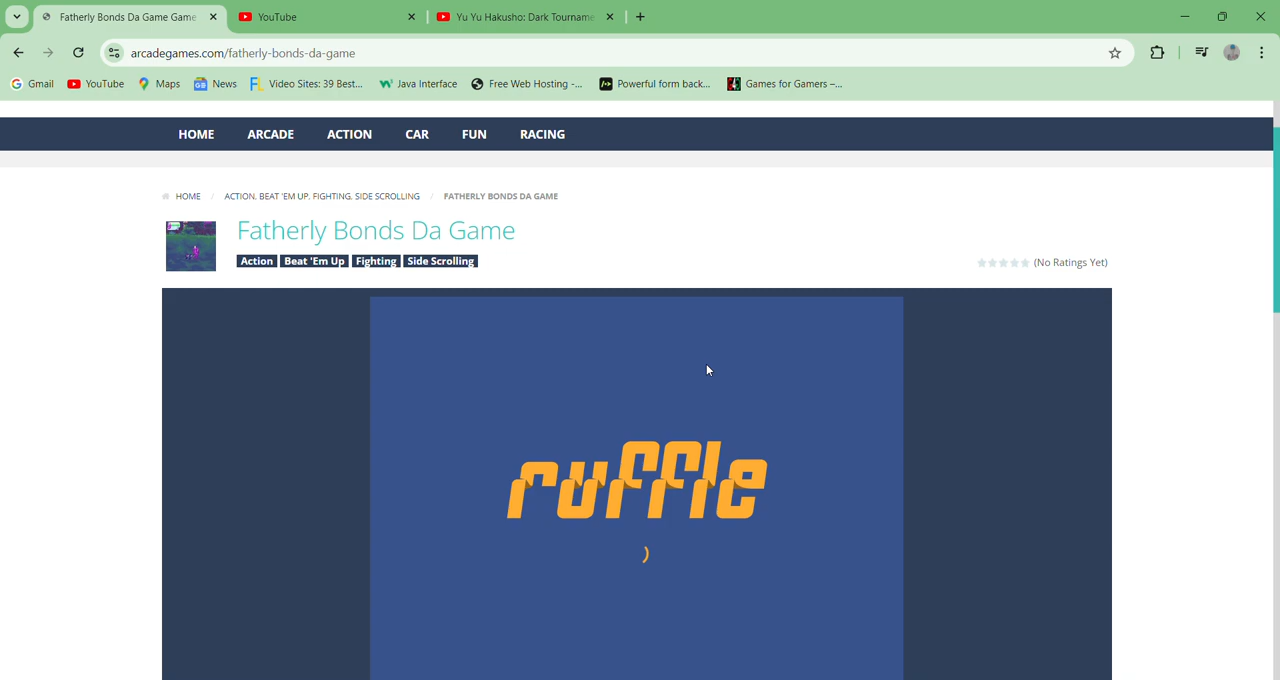 Fatherly Bonds Da Game Game
YouTube
Yu Yu Hakusho: Dark Tourname
arcadegames.com/fatherly-bonds-da-game
Gmail YouTube Maps News Video Sites: 39 Best... Java Interface Free Web Hosting -... Powerful form back... Games for Gamers –...
HOME ARCADE ACTION CAR FUN RACING
HOME / ACTION, BEAT 'EM UP, FIGHTING, SIDE SCROLLING / FATHERLY BONDS DA GAME
Fatherly Bonds Da Game
Action Beat 'Em Up Fighting Side Scrolling
(No Ratings Yet)
ruffle